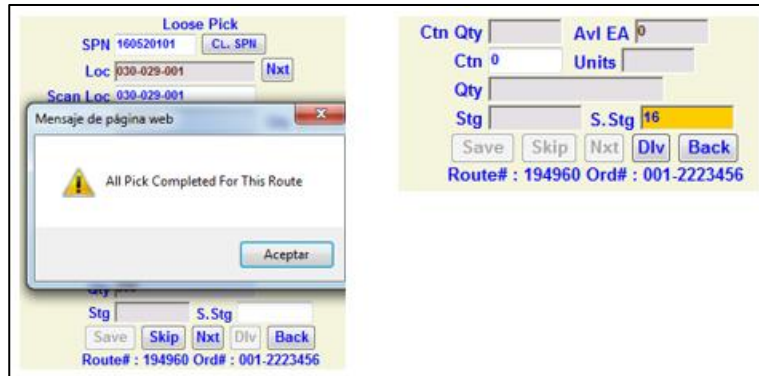 Loose Pick
SPN 160520101 CL. SPN
Loc 030-029-001 Nxt
Scan Loc 030-029-001
Mensaje de página web
All Pick Completed For This Route
Aceptar
Qty
Stg S.Stg
Save Skip Nxt Dlv Back
Route# : 194960 Ord# : 001-2223456
Ctn Qty Avl EA 0
Ctn 0 Units
Qty
Stg S.Stg 16
Save Skip Nxt Dlv Back
Route# : 194960 Ord# : 001-2223456